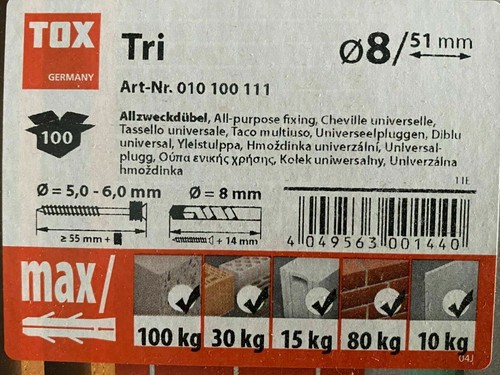 TOX
GERMANY
Tri
ø8/51 mm
Art-Nr. 010 100 111
100
Allzweckdübel, All-purpose fixing, Cheville universelle,
Tassello universale, Taco multiuso, Universeelpluggen, Diblu
universal, Yleistulppa, Hmoždinka univerzální, Universal-
plugg, Ούπα ενικής χρήσης, Kołek uniwersalny, Univerzálna
hmoždinka
11E
Ø = 5,0 - 6,0 mm
Ø = 8 mm
≥ 55 mm +
+ 14 mm
4 049563 001440
max/
100 kg 30 kg 15 kg 80 kg 10 kg
04J